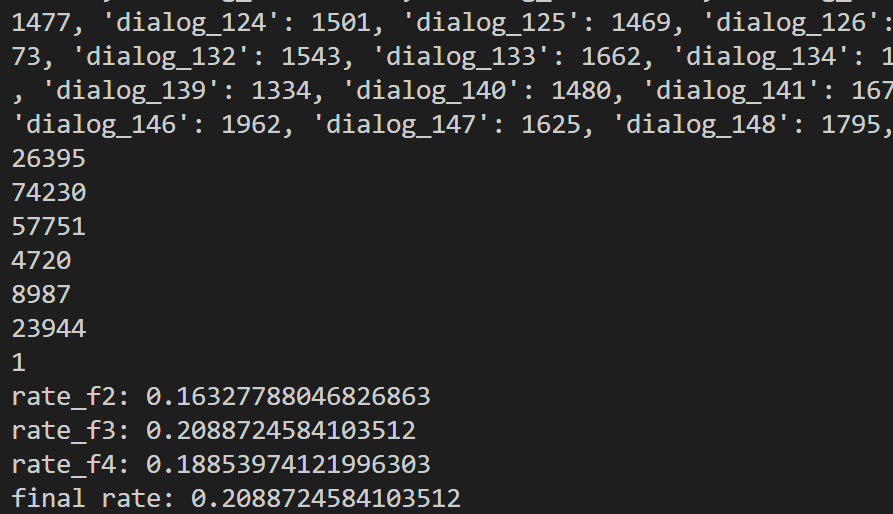 1477, 'dialog_124': 1501, 'dialog_125': 1469, 'dialog_126':
73, 'dialog_132': 1543, 'dialog_133': 1662, 'dialog_134': 1
, 'dialog_139': 1334, 'dialog_140': 1480, 'dialog_141': 167
'dialog_146': 1962, 'dialog_147': 1625, 'dialog_148': 1795,
26395
74230
57751
4720
8987
23944
1
rate_f2: 0.16327788046826863
rate_f3: 0.2088724584103512
rate_f4: 0.18853974121996303
final rate: 0.2088724584103512